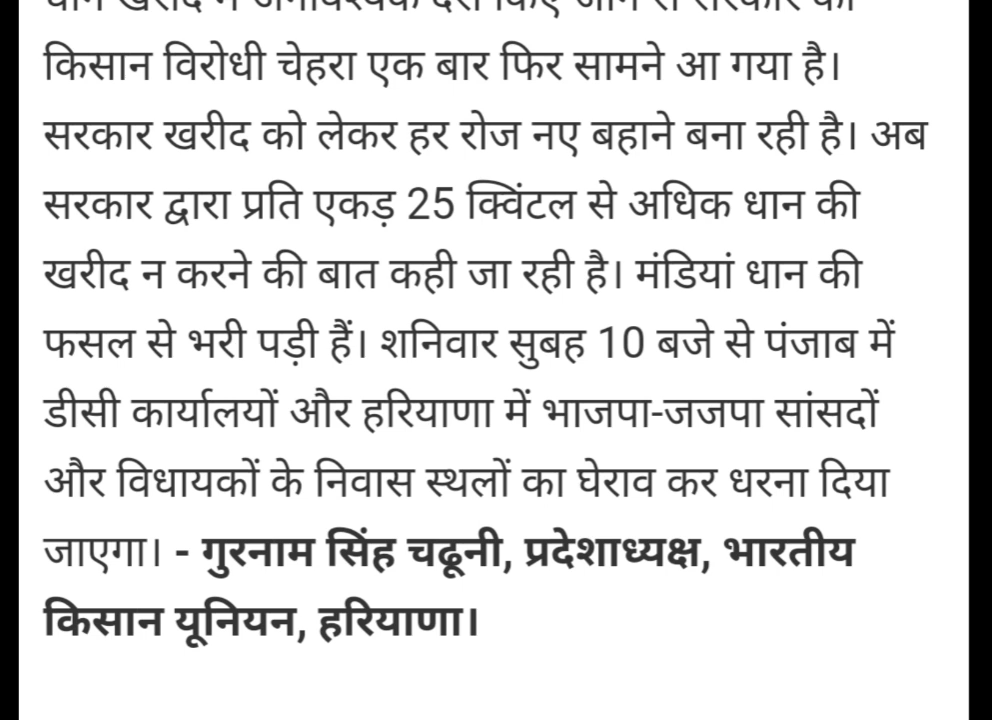 किसान विरोधी चेहरा एक बार फिर सामने आ गया है।
सरकार खरीद को लेकर हर रोज नए बहाने बना रही है। अब
सरकार द्वारा प्रति एकड़ 25 क्विंटल से अधिक धान की
खरीद न करने की बात कही जा रही है। मंडियां धान की
फसल से भरी पड़ी हैं। शनिवार सुबह 10 बजे से पंजाब में
डीसी कार्यालयों और हरियाणा में भाजपा-जजपा सांसदों
और विधायकों के निवास स्थलों का घेराव कर धरना दिया
जाएगा। - गुरनाम सिंह चढूनी, प्रदेशाध्यक्ष, भारतीय
किसान यूनियन, हरियाणा।